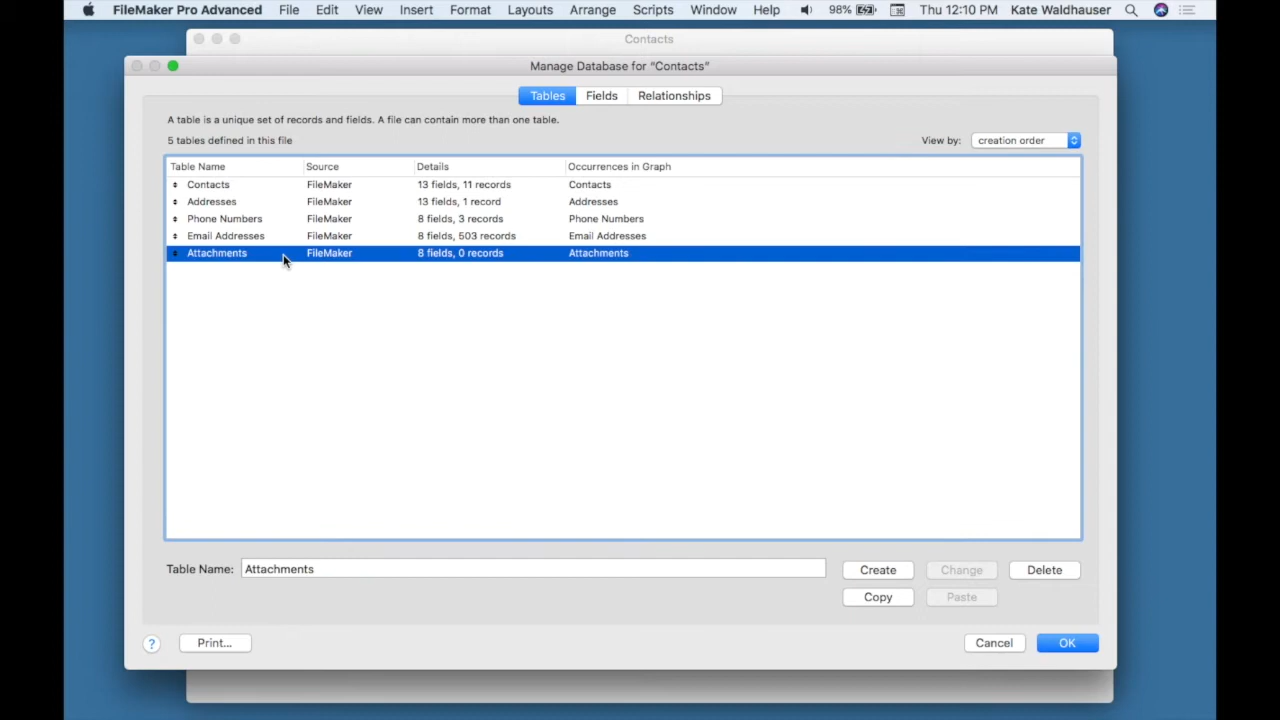 FileMaker Pro Advanced File Edit View Insert Format Layouts Arrange Scripts Window Help 98% Thu 12:10 PM Kate Waldhauser
Contacts
Manage Database for “Contacts”
Tables Fields Relationships
A table is a unique set of records and fields. A file can contain more than one table.
5 tables defined in this file View by: creation order
Table Name Source Details Occurrences in Graph
Contacts FileMaker 13 fields, 11 records Contacts
Addresses FileMaker 13 fields, 1 record Addresses
Phone Numbers FileMaker 8 fields, 3 records Phone Numbers
Email Addresses FileMaker 8 fields, 503 records Email Addresses
Attachments FileMaker 8 fields, 0 records Attachments
Table Name: Attachments Create Change Delete
Copy Paste
? Print... Cancel OK